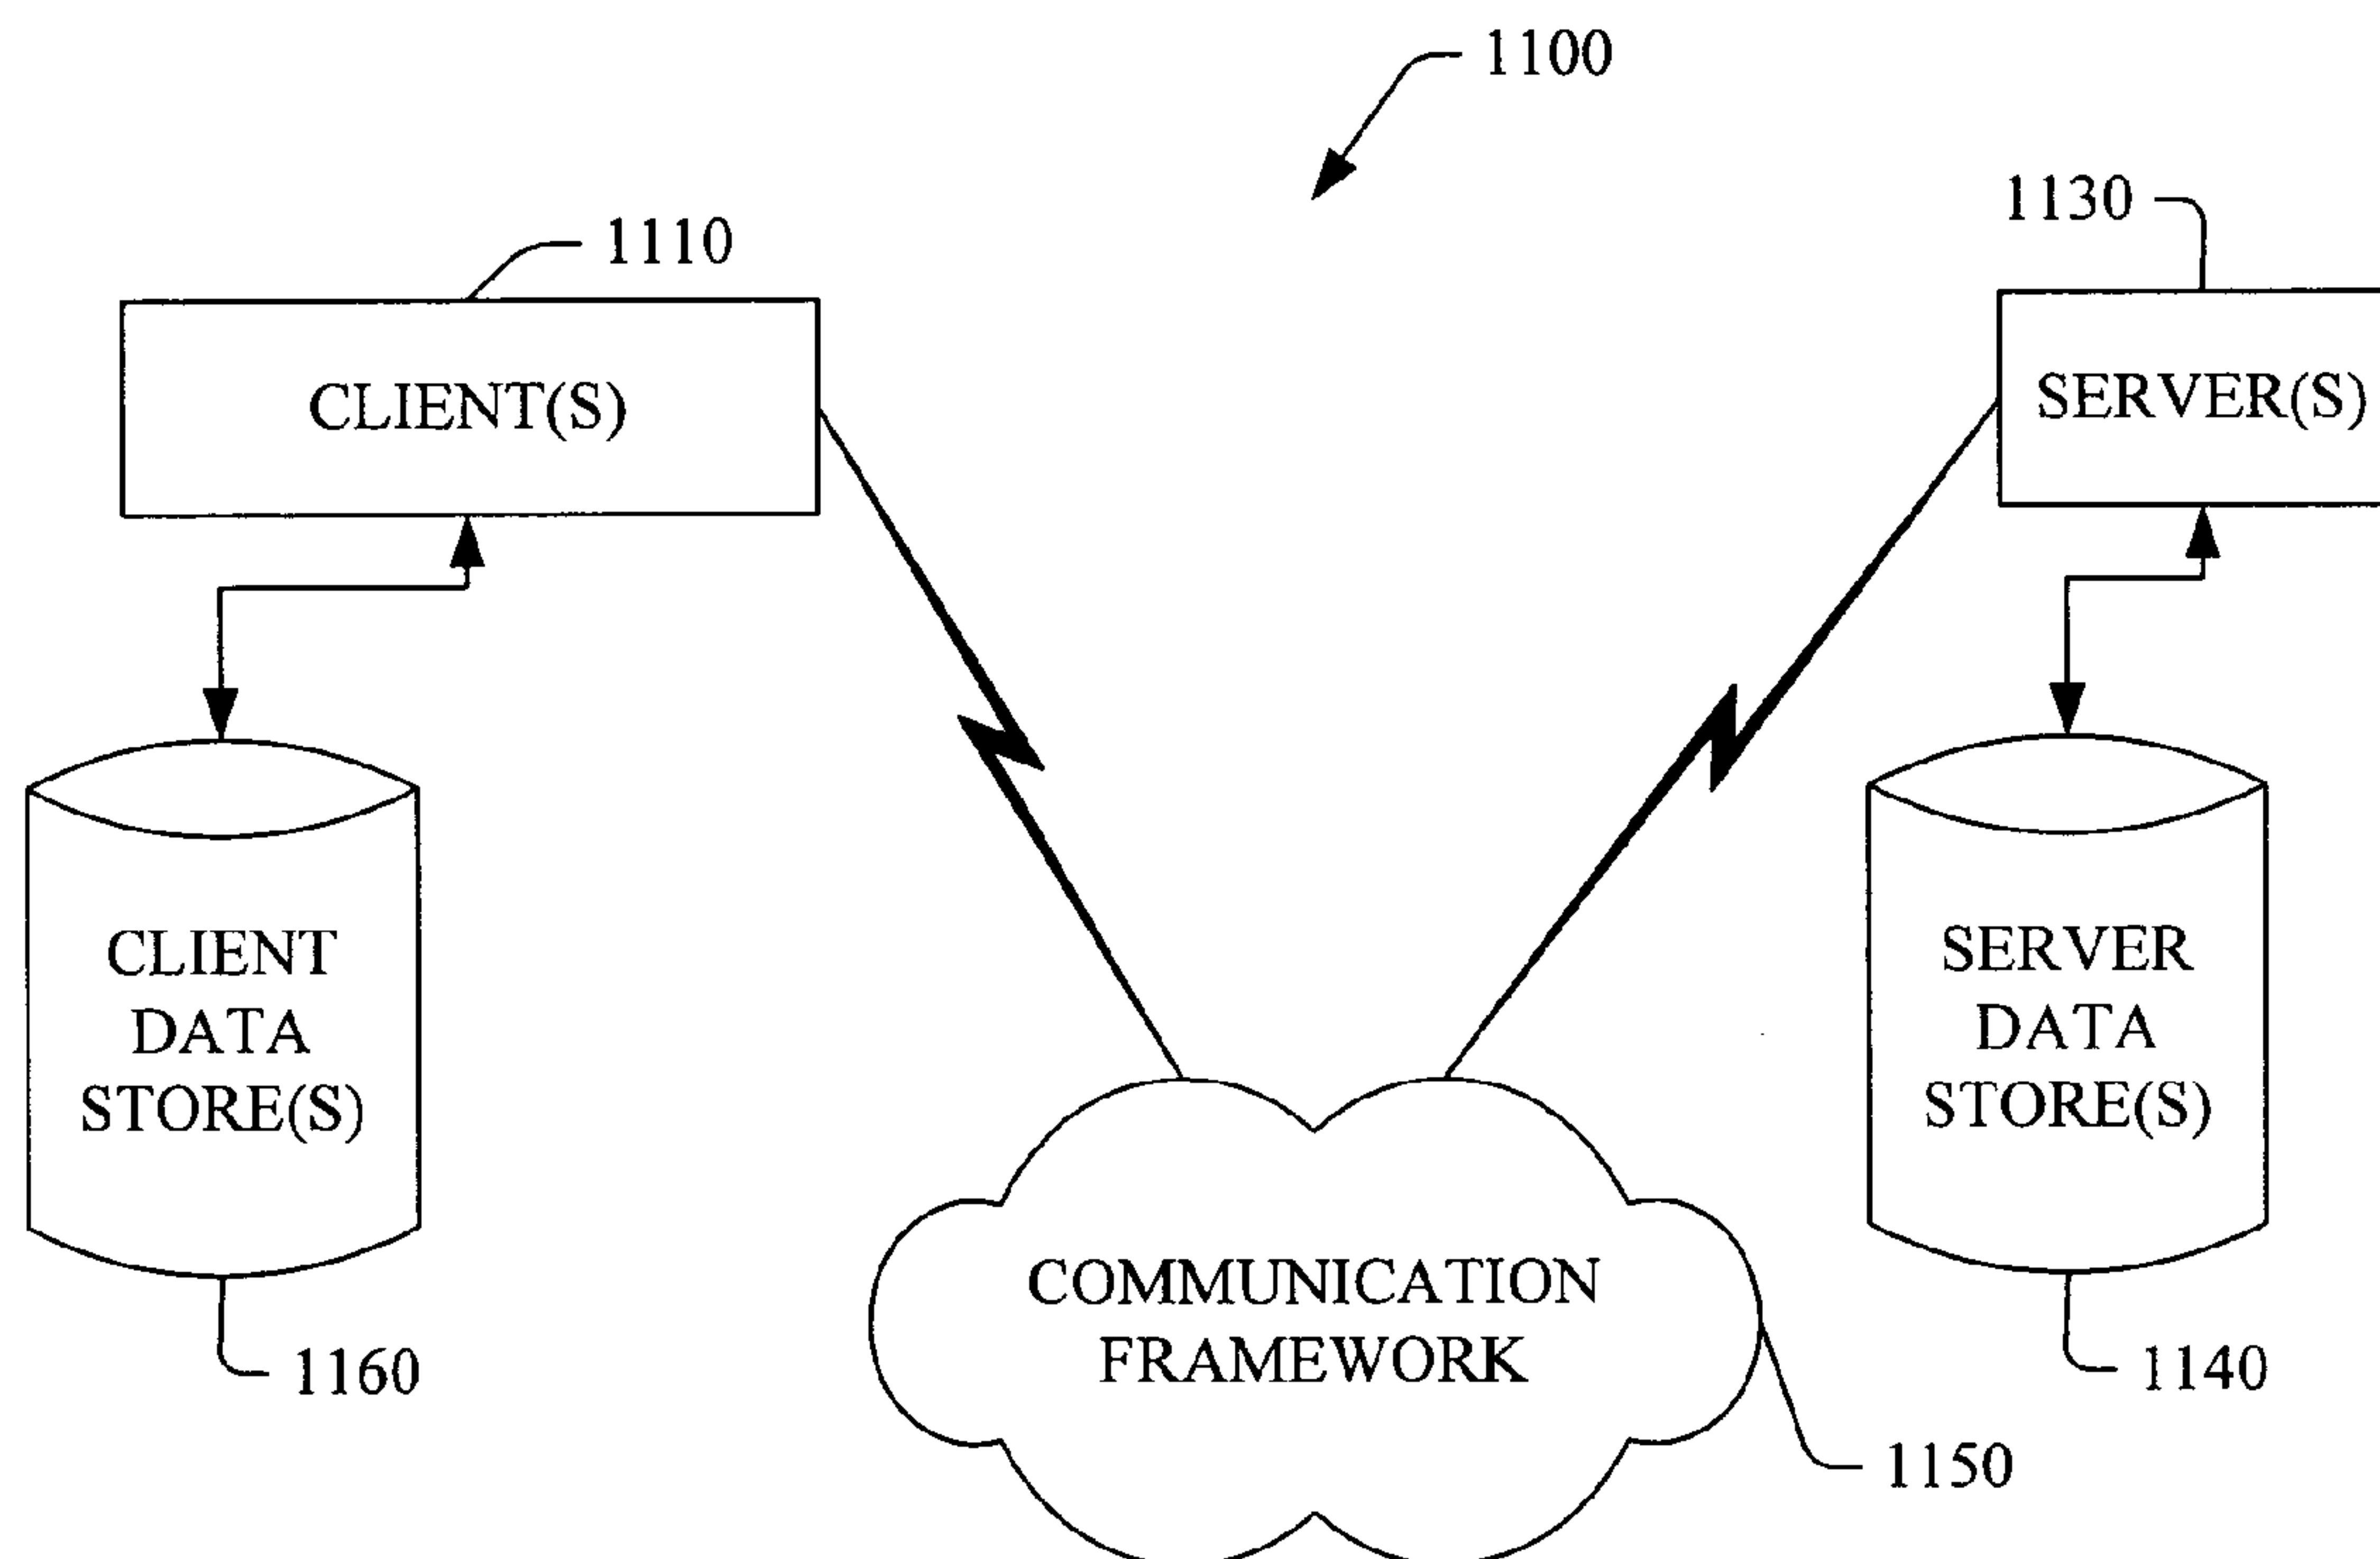 1100
1130
1110
CLIENT(S)
SERVER(S)
CLIENT
DATA
STORE(S)
SERVER
DATA
STORE(S)
COMMUNICATION
FRAMEWORK
1160
1140
1150